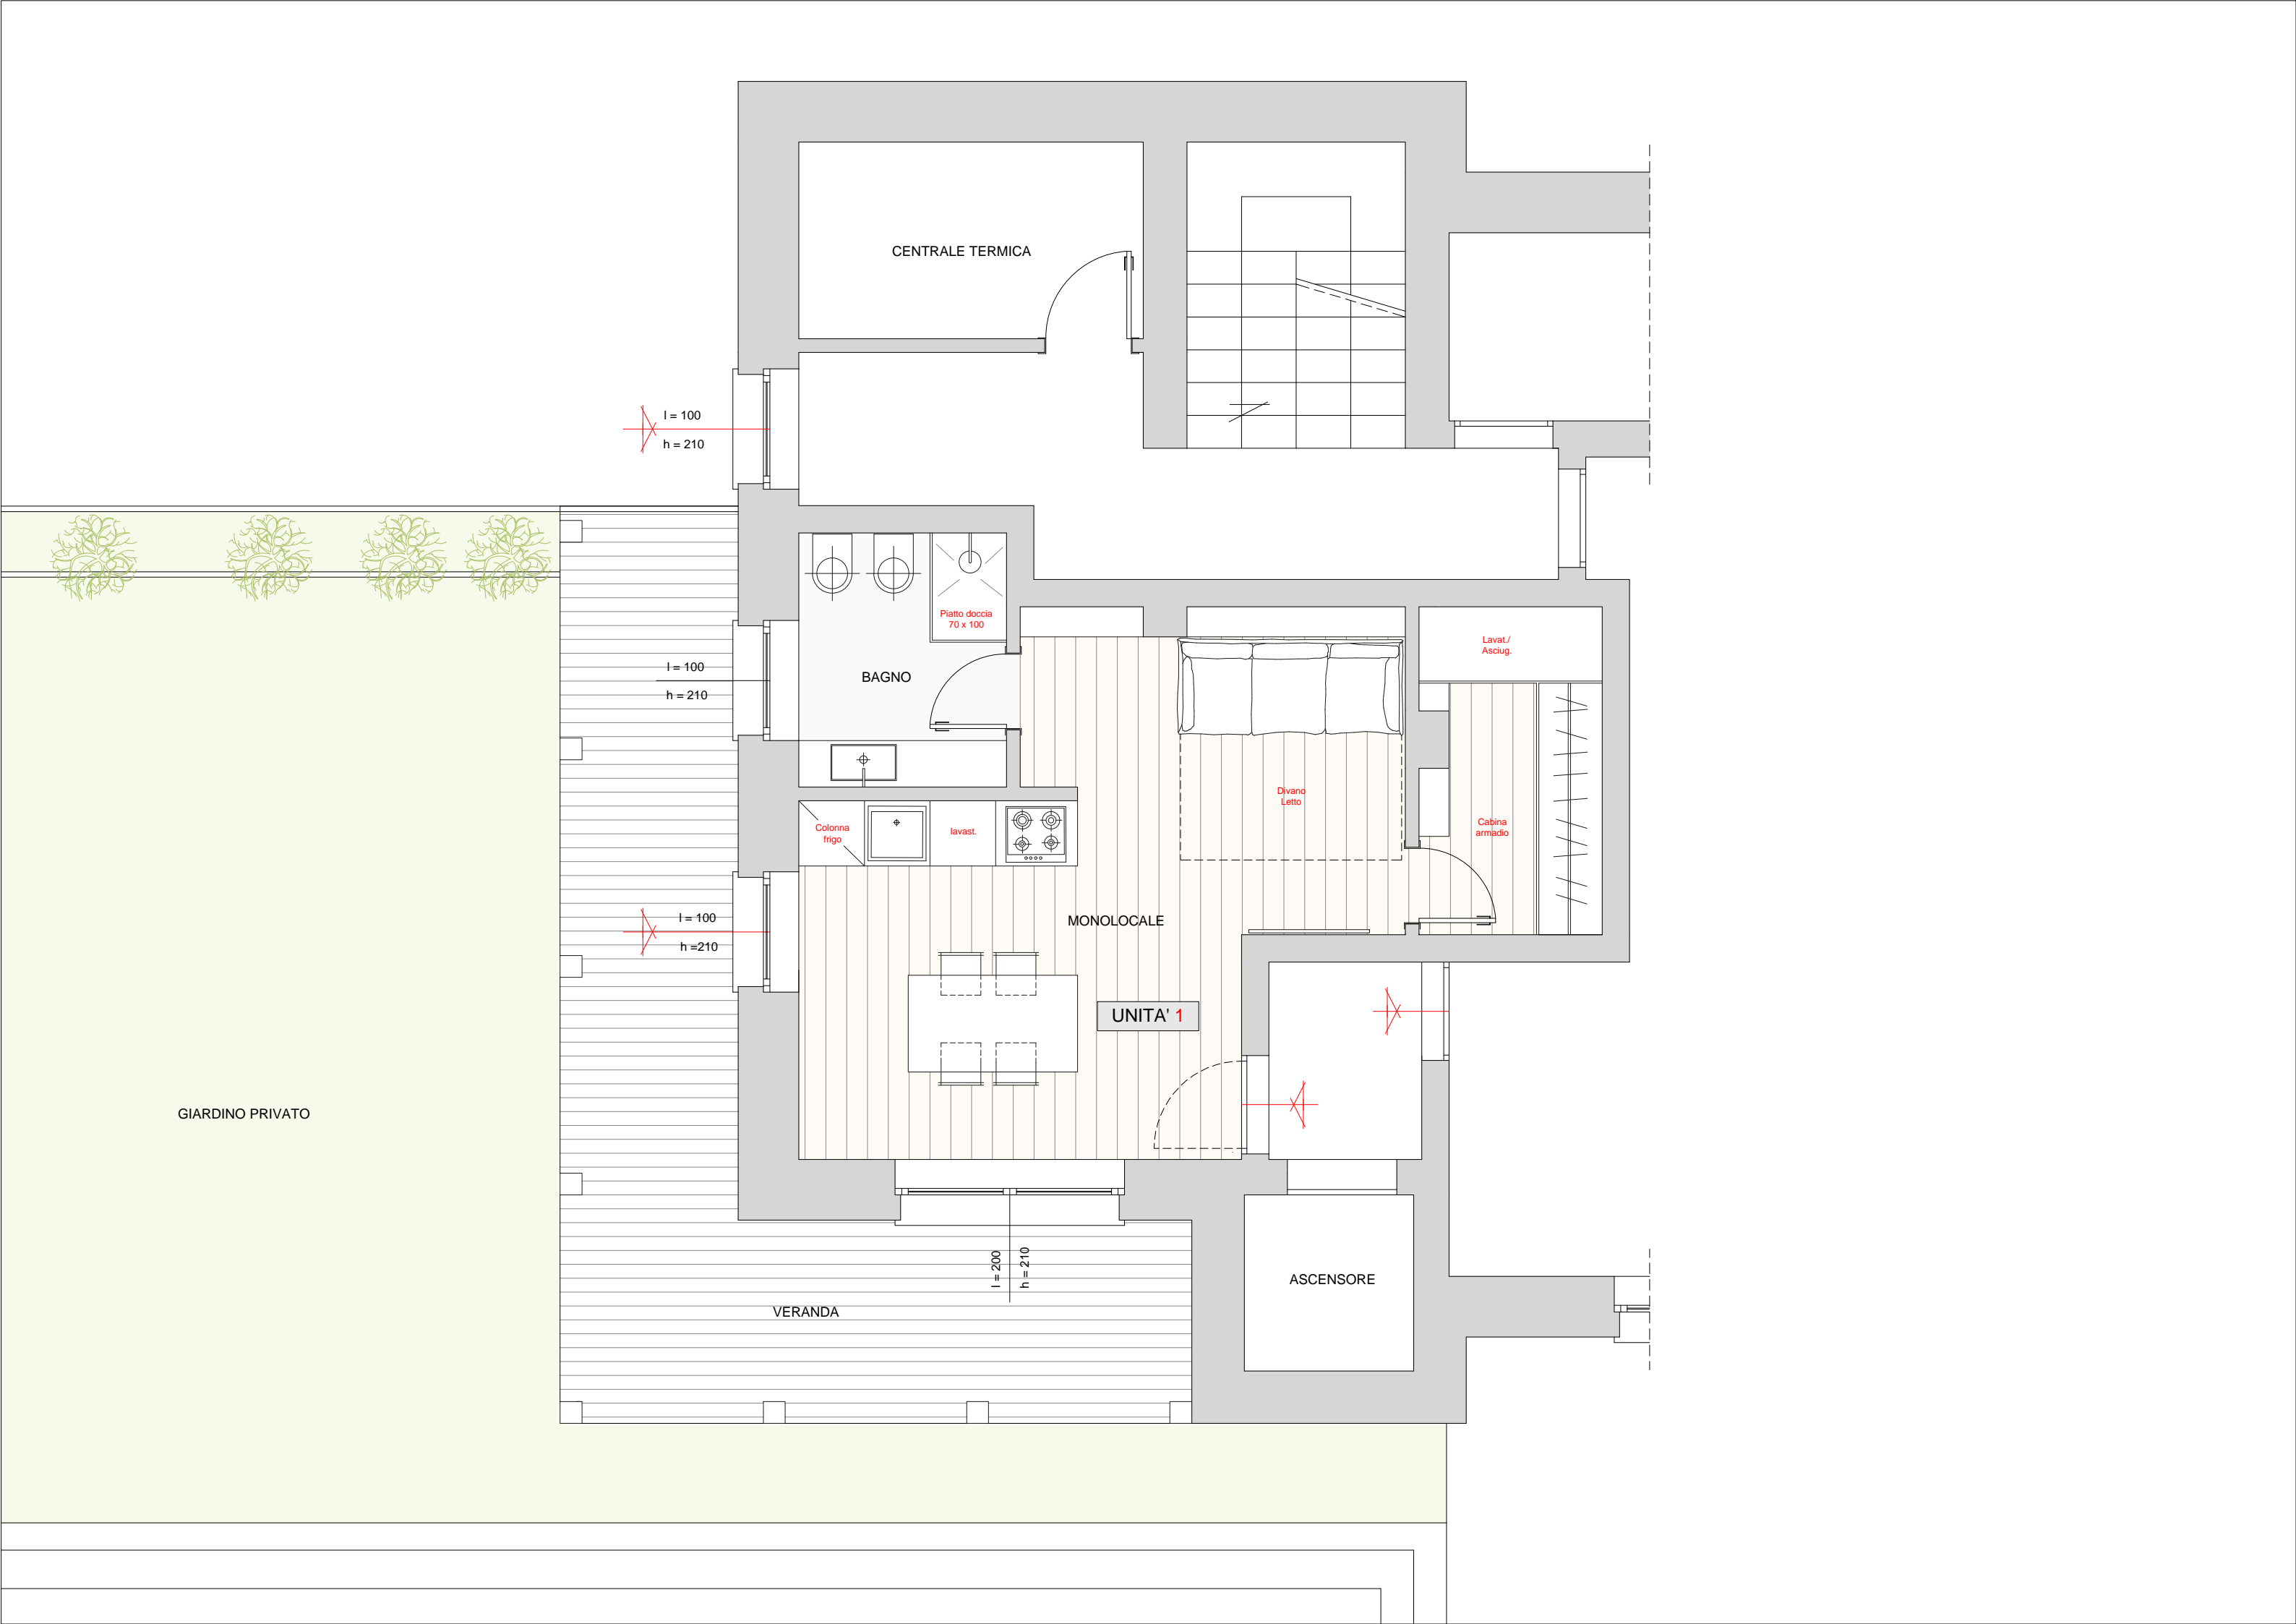 CENTRALE TERMICA
l = 100
h = 210
Piatto doccia
70 x 100
Lavat./
Asciug.
l = 100
h = 210
BAGNO
Divano
Letto
Colonna
frigo
lavast.
Cabina
armadio
l = 100
h =210
MONOLOCALE
UNITA' 1
GIARDINO PRIVATO
l = 200
h = 210
ASCENSORE
VERANDA